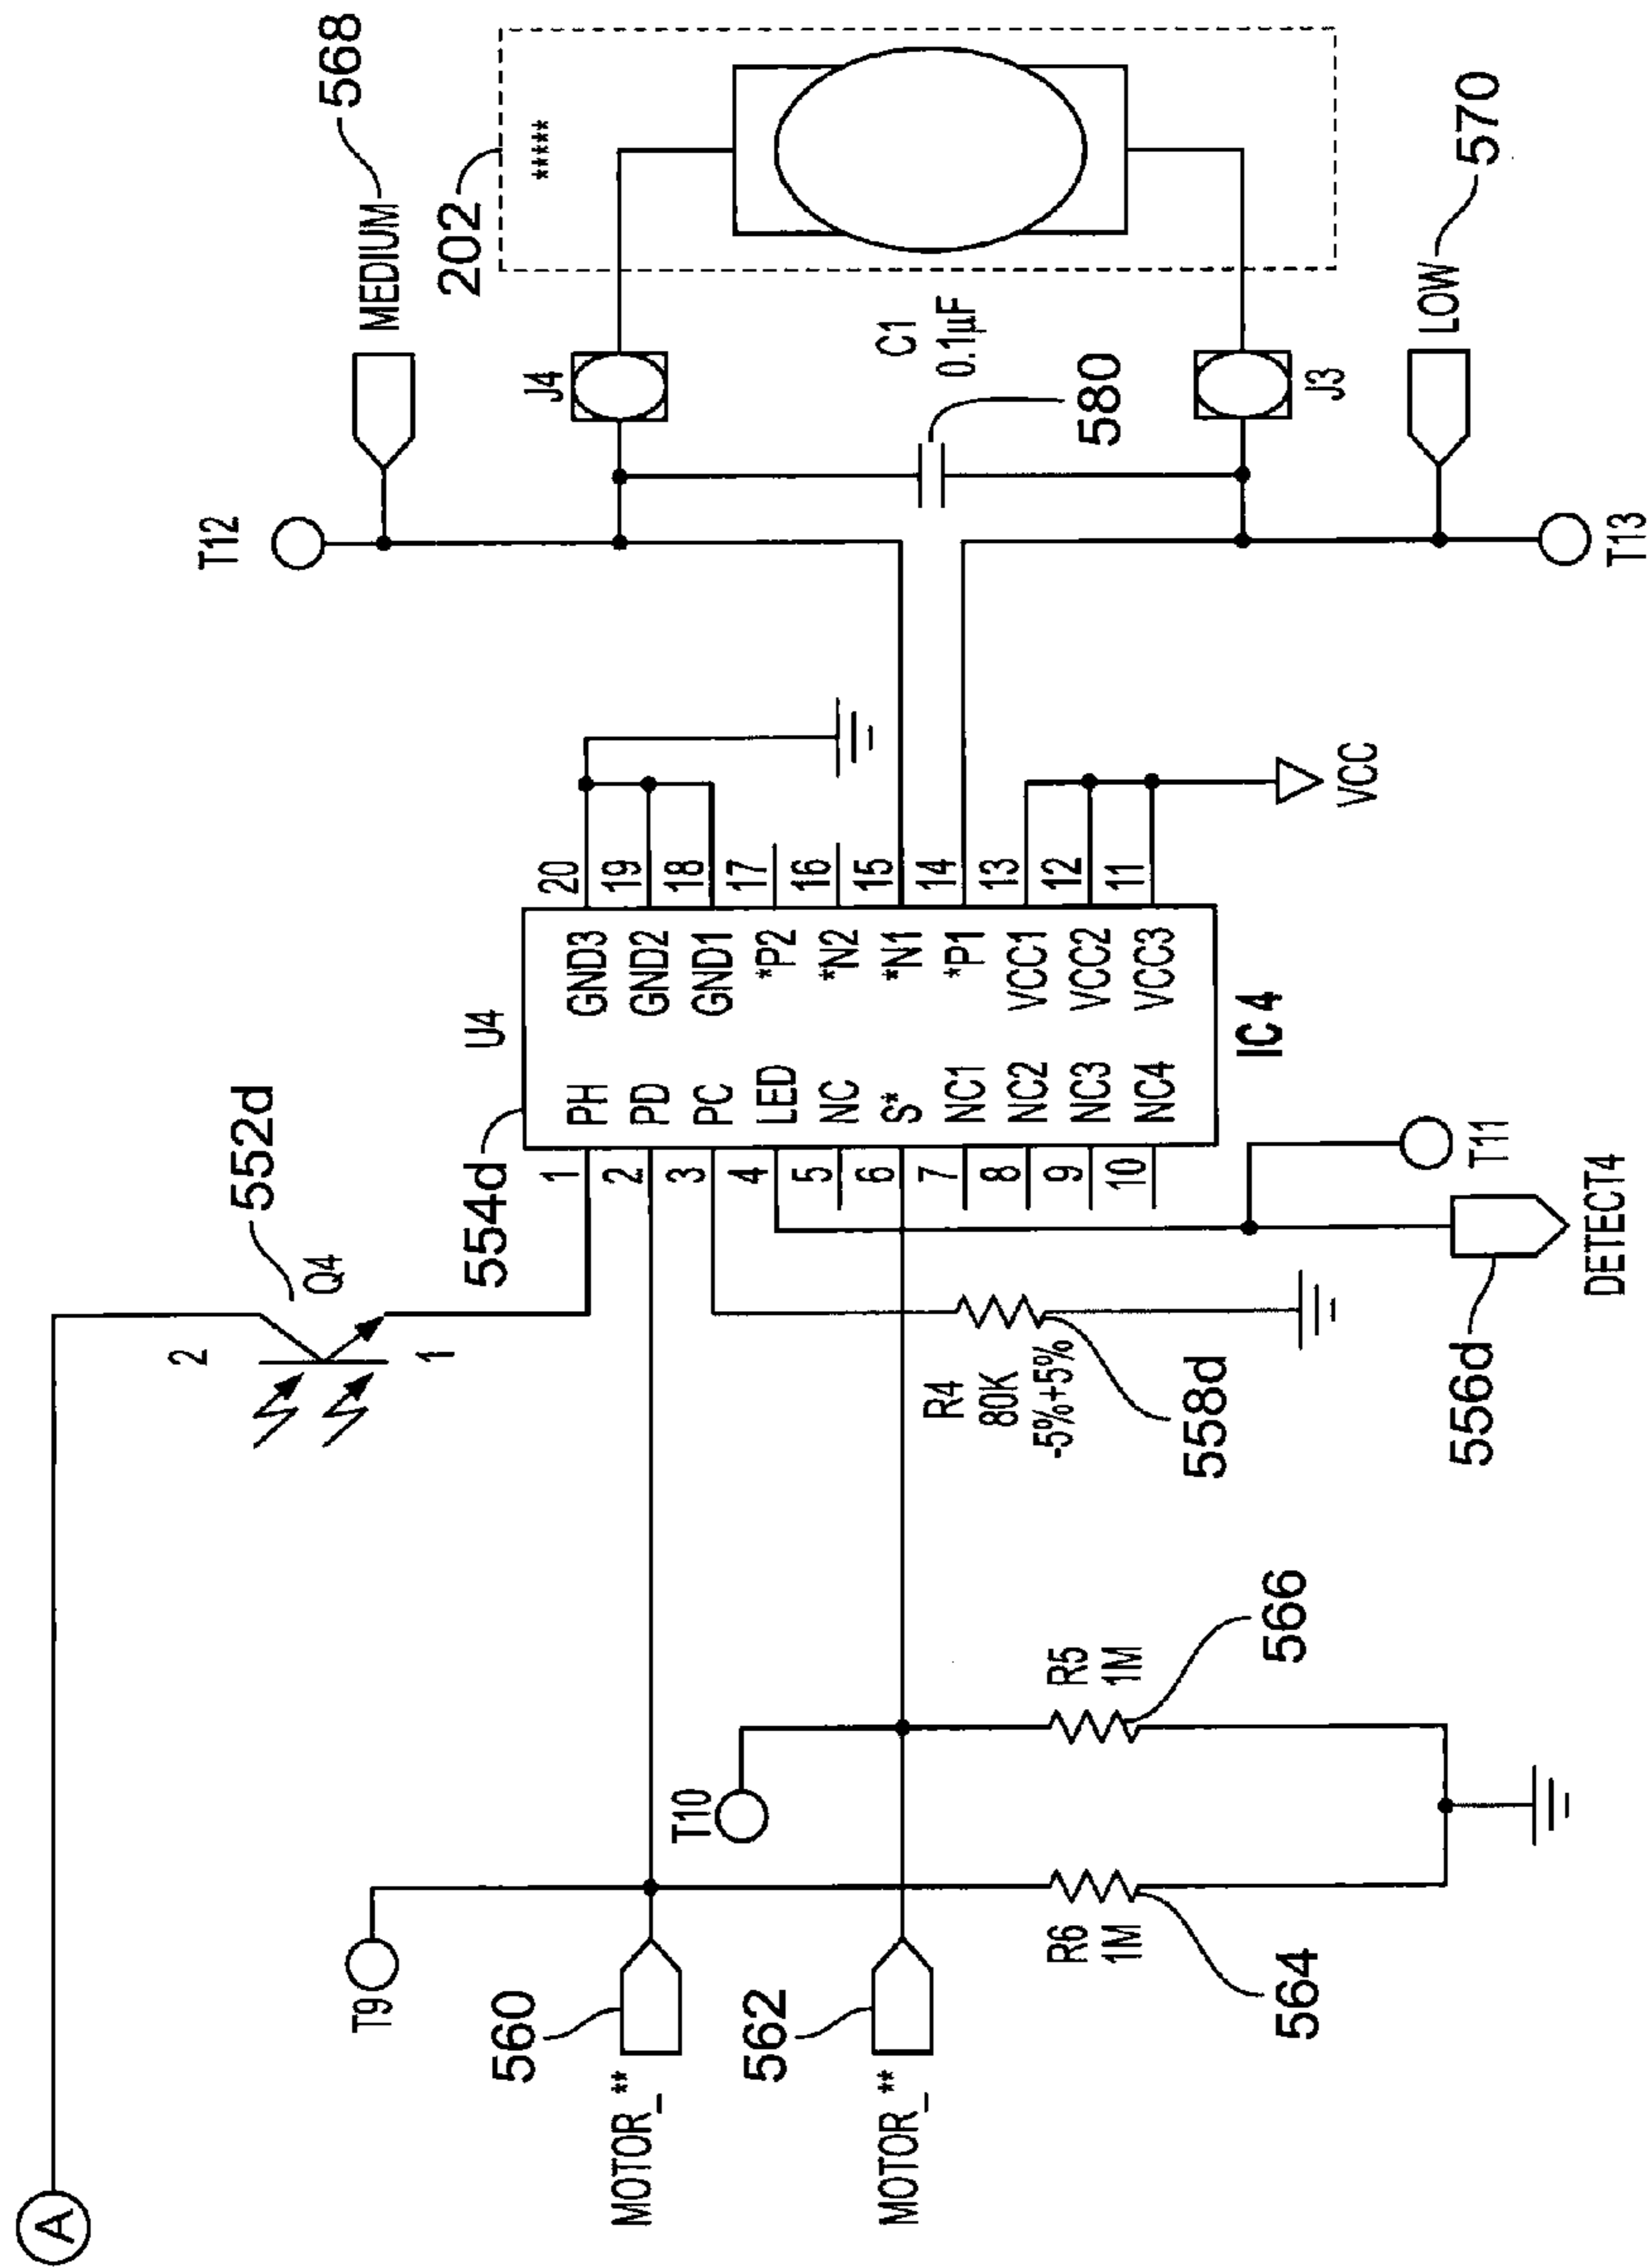 A
552d
2
Q4
1
T9
560
MOTOR_**
562
MOTOR_**
T10
R6
1M
564
R5
1M
566
R4
80K
-5%+5%
558d
556d
DETECT4
T11
554d
U4
1 PH GND3 20
2 PD GND2 19
3 PC GND1 18
4 LED *P2 17
5 NC *N2 16
6 S* *N1 15
7 NC1 *P1 14
8 NC2 VCC1 13
9 NC3 VCC2 12
10 NC4 VCC3 11
IC 4
VCC
T12
MEDIUM
568
202
*****
J4
C1
0.1µF
580
J3
LOW
570
T13